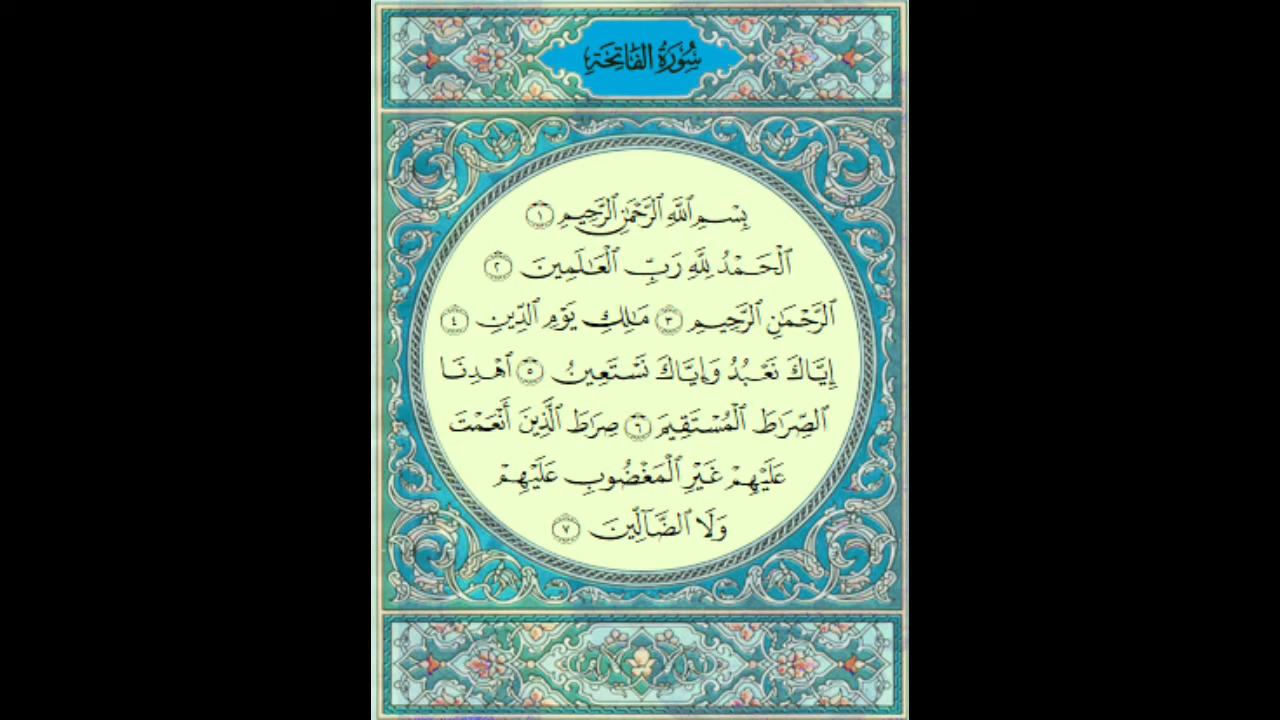 سُورَةُ الفَاتِحَةِ
بِسْمِ ٱللَّهِ ٱلرَّحْمَٰنِ ٱلرَّحِيمِ ١
ٱلْحَمْدُ لِلَّهِ رَبِّ ٱلْعَٰلَمِينَ ٢
ٱلرَّحْمَٰنِ ٱلرَّحِيمِ ٣ مَٰلِكِ يَوْمِ ٱلدِّينِ ٤
إِيَّاكَ نَعْبُدُ وَإِيَّاكَ نَسْتَعِينُ ٥ ٱهْدِنَا
ٱلصِّرَٰطَ ٱلْمُسْتَقِيمَ ٦ صِرَٰطَ ٱلَّذِينَ أَنْعَمْتَ
عَلَيْهِمْ غَيْرِ ٱلْمَغْضُوبِ عَلَيْهِمْ
وَلَا ٱلضَّآلِّينَ ٧